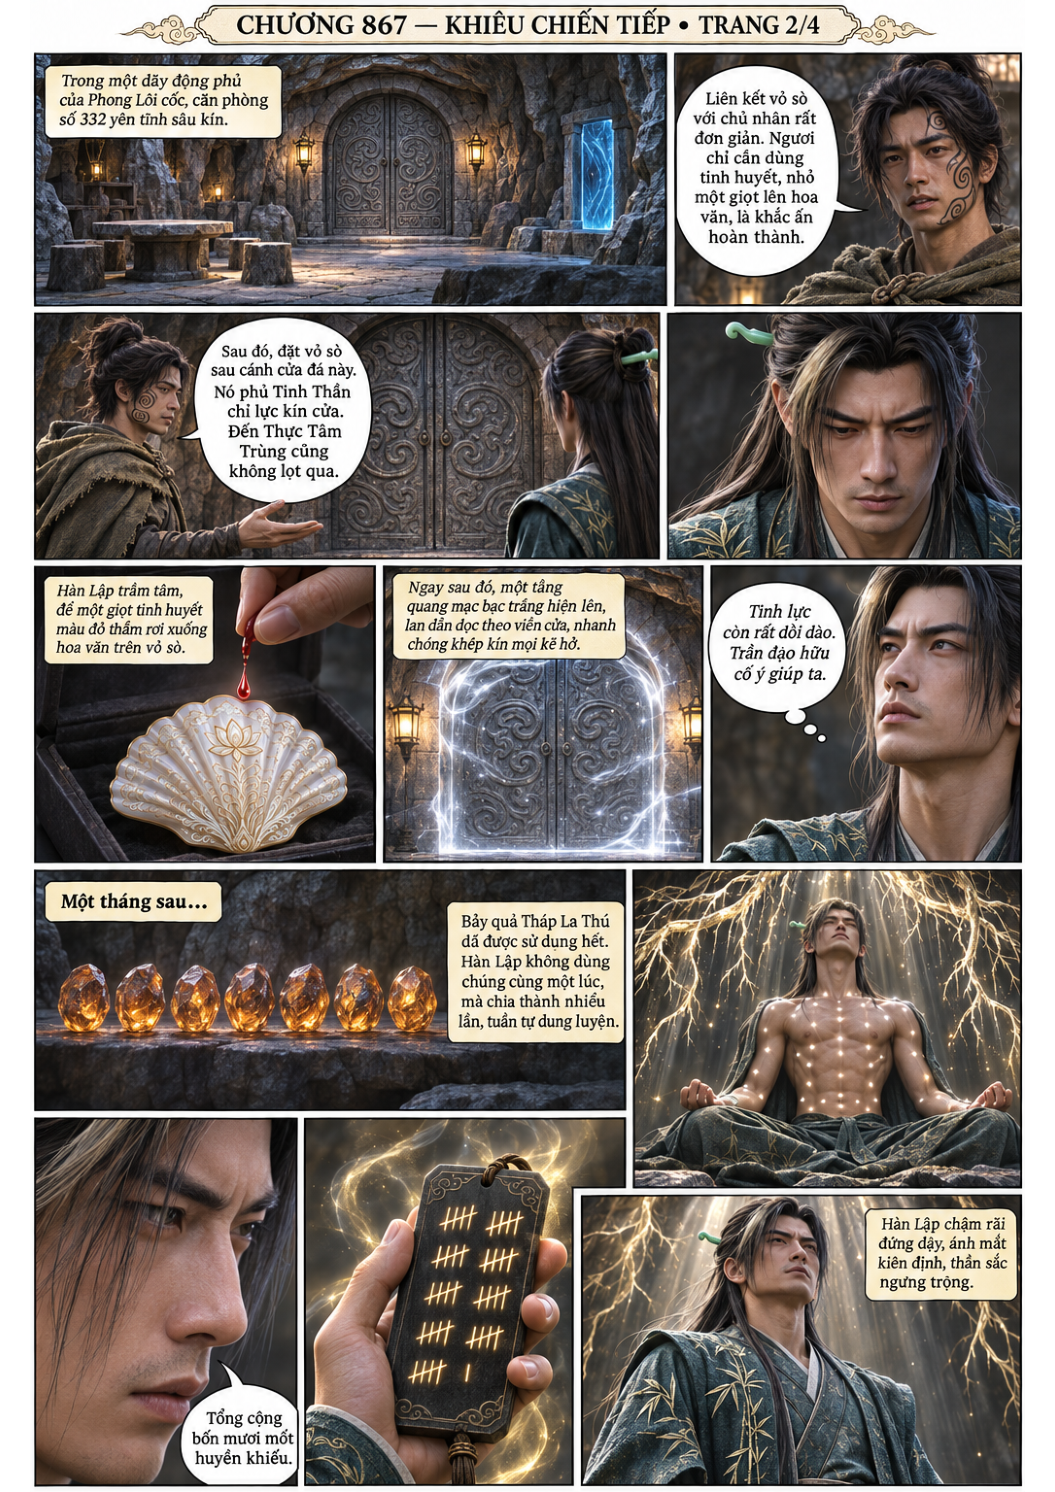 CHƯƠNG 867 — KHIÊU CHIẾN TIẾP • TRANG 2/4
Trong một dãy động phủ
của Phong Lôi cốc, căn phòng
số 332 yên tĩnh sâu kín.
Liên kết vỏ sò
với chủ nhân rất
đơn giản. Ngươi
chỉ cần dùng
tinh huyết, nhỏ
một giọt lên hoa
văn, là khắc ấn
hoàn thành.
Sau đó, đặt vỏ sò
sau cánh cửa đá này.
Nó phủ Tinh Thần
chi lực kín cửa.
Đến Thực Tâm
Trùng cũng
không lọt qua.
Hàn Lập trầm tâm,
để một giọt tinh huyết
màu đỏ thẫm rơi xuống
hoa văn trên vỏ sò.
Ngay sau đó, một tầng
quang mạc bạc trắng hiện lên,
lan dần dọc theo viền cửa, nhanh
chóng khép kín mọi kẽ hở.
Tinh lực
còn rất dồi dào.
Trần đạo hữu
cố ý giúp ta.
Một tháng sau...
Bảy quả Tháp La Thú
đã được sử dụng hết.
Hàn Lập không dùng
chúng cùng một lúc,
mà chia thành nhiều
lần, tuần tự dung luyện.
Tổng cộng
bốn mươi mốt
huyền khiếu.
Hàn Lập chậm rãi
đứng dậy, ánh mắt
kiên định, thần sắc
ngưng trọng.